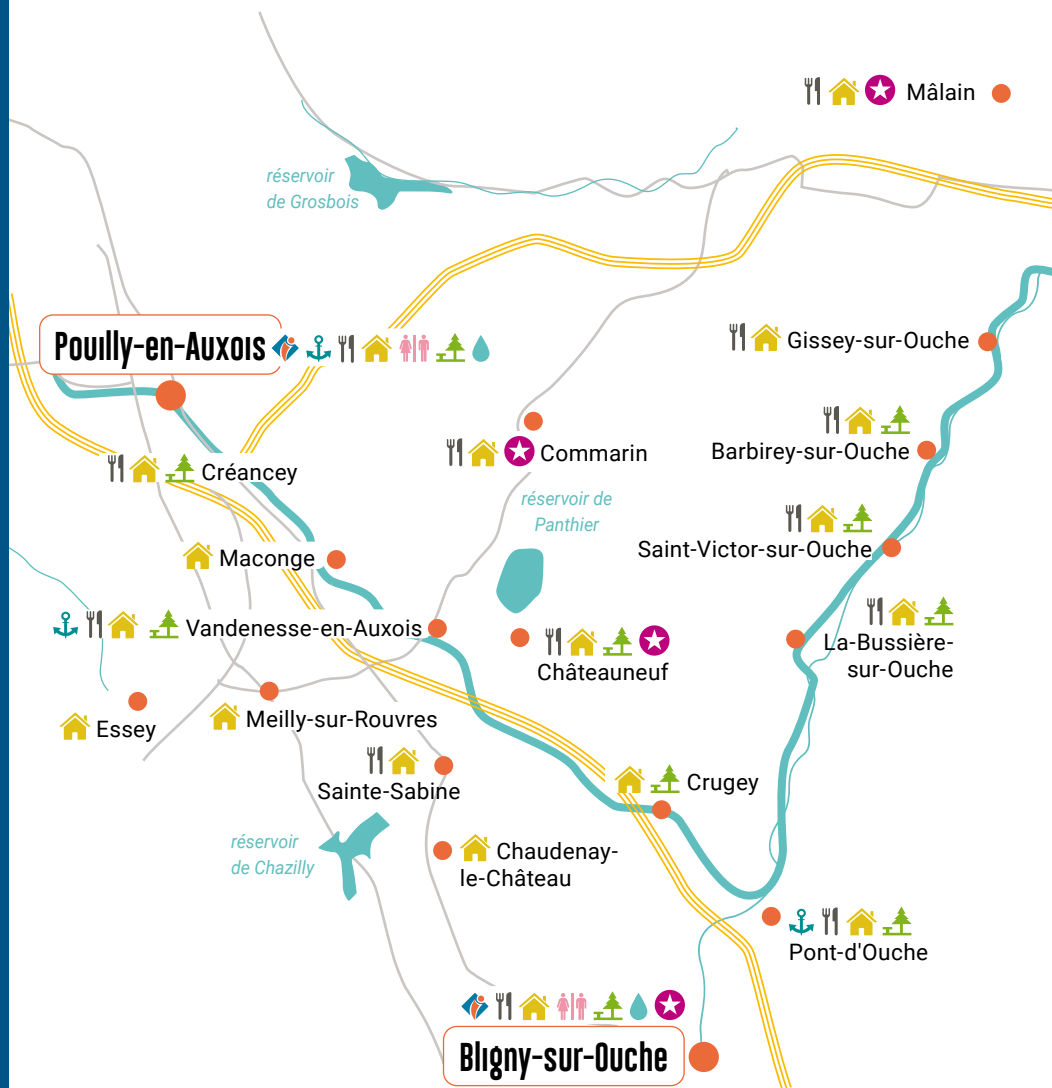 Mâlain
réservoir
de Grosbois
Pouilly-en-Auxois
Gissey-sur-Ouche
Barbirey-sur-Ouche
Commarin
Créancey
réservoir de
Panthier
Saint-Victor-sur-Ouche
Maconge
Vandenesse-en-Auxois
La-Bussière-
sur-Ouche
Châteauneuf
Essey
Meilly-sur-Rouvres
Sainte-Sabine
Crugey
réservoir
de Chazilly
Chaudenay-
le-Château
Pont-d'Ouche
Bligny-sur-Ouche